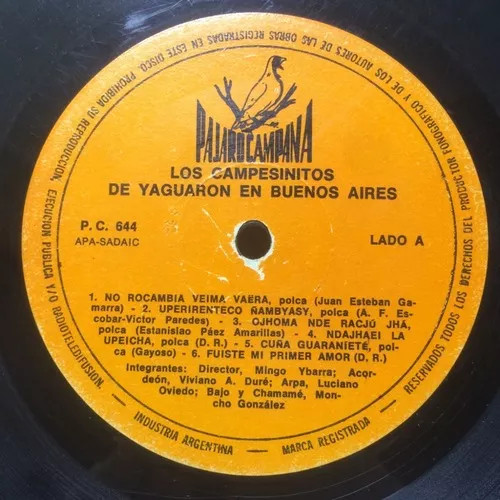 RESERVADOS TODOS LOS DERECHOS DEL PRODUCTOR FONOGRAFICO Y DE LOS AUTORES DE LAS OBRAS REGISTRADAS EN ESTE DISCO. PROHIBIDA SU REPRODUCCION, EJECUCION PUBLICA Y/O RADIOTELEDIFUSION.
PAJARO CAMPANA
LOS CAMPESINITOS
DE YAGUARON EN BUENOS AIRES
P. C. 644
APA-SADAIC
LADO A
1. NO ROCAMBIA VEIMA VAERA, polca (Juan Esteban Ga-
marra) - 2. UPERIRENTECO ÑAMBYASY, polca (A. F. Es-
cobar-Víctor Paredes) - 3. OJHOMA NDE RACJÚ JHÁ,
polca (Estanislao Páez Amarillas) - 4. NDAJHAEI LA
UPEICHA, polca (D. R.) - 5. CUÑA GUARANIETÉ, pol-
ca (Gayoso) - 6. FUISTE MI PRIMER AMOR (D. R.)
Integrantes: Director, Mingo Ybarra; Acor-
deón, Viviano A. Duré; Arpa, Luciano
Oviedo; Bajo y Chamamé, Mon-
cho González
INDUSTRIA ARGENTINA — MARCA REGISTRADA —